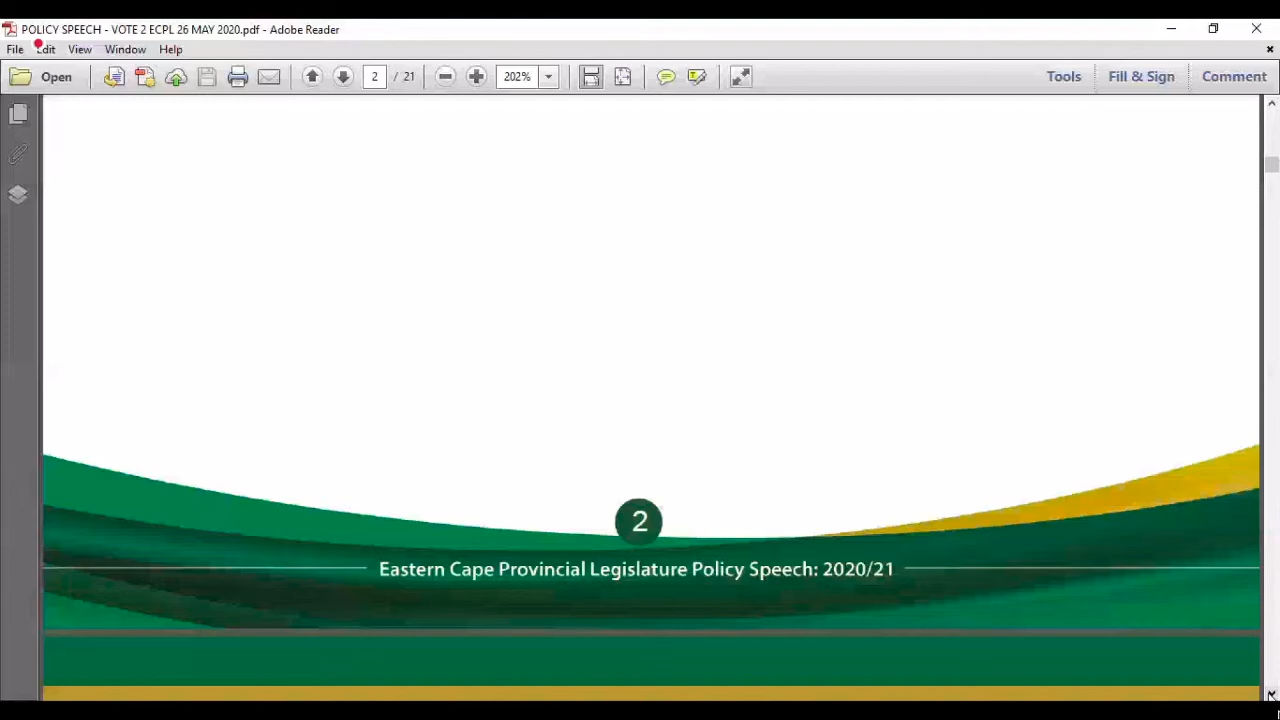 POLICY SPEECH - VOTE 2 ECPL 26 MAY 2020.pdf - Adobe Reader
File Edit View Window Help
Open 2 / 21 202% Tools Fill & Sign Comment
2
Eastern Cape Provincial Legislature Policy Speech: 2020/21